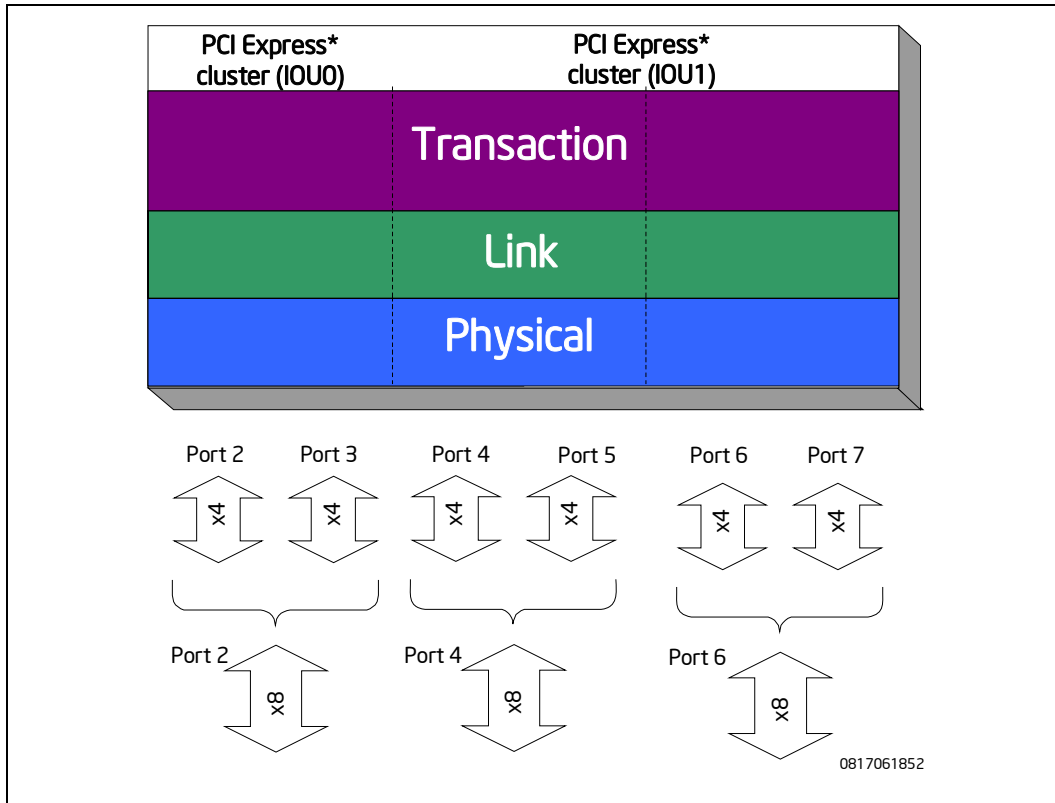 PCI Express*
cluster (IOU0)
PCI Express*
cluster (IOU1)
Transaction
Link
Physical
Port 2
Port 3
Port 4
Port 5
Port 6
Port 7
x4
x4
x4
x4
x4
x4
Port 2
Port 4
Port 6
x8
x8
x8
0817061852